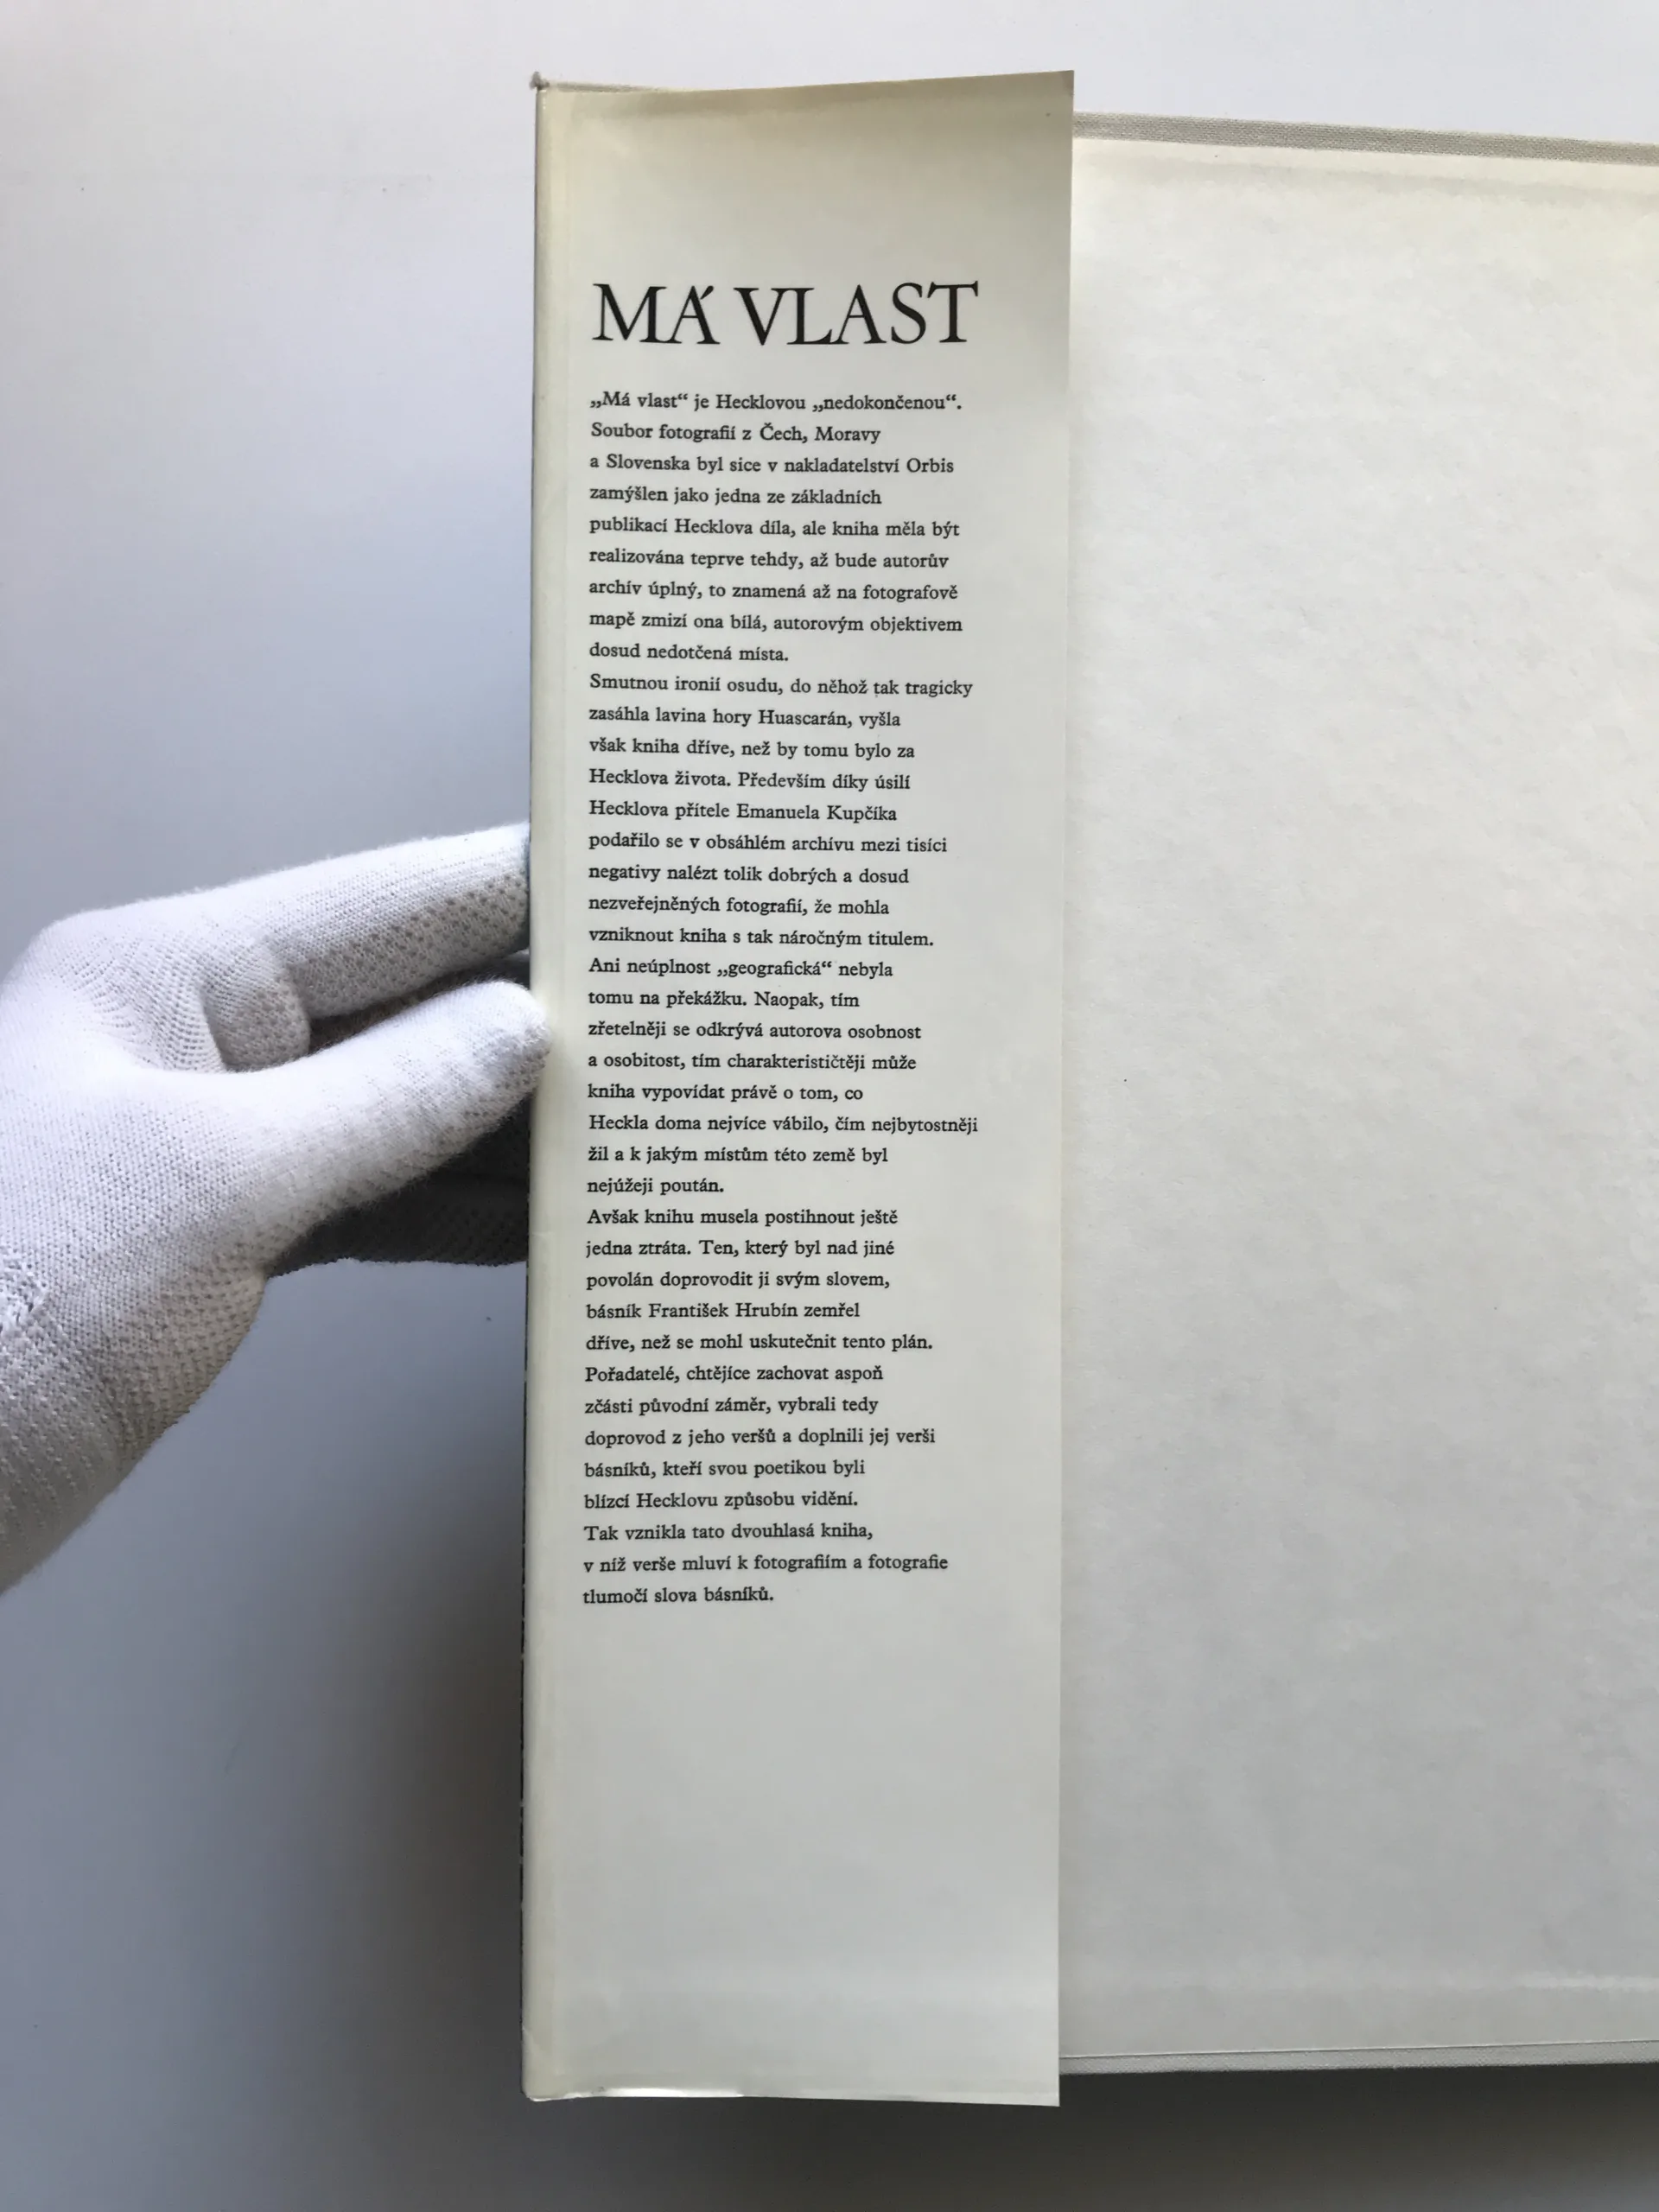 MÁ VLAST
„Má vlast“ je Hecklovou „nedokončenou“.
Soubor fotografií z Čech, Moravy
a Slovenska byl sice v nakladatelství Orbis
zamýšlen jako jedna ze základních
publikací Hecklova díla, ale kniha měla být
realizována teprve tehdy, až bude autorův
archív úplný, to znamená až na fotografově
mapě zmizí ona bílá, autorovým objektivem
dosud nedotčená místa.
Smutnou ironií osudu, do něhož tak tragicky
zasáhla lavina hory Huascarán, vyšla
však kniha dříve, než by tomu bylo za
Hecklova života. Především díky úsilí
Hecklova přítele Emanuela Kupčíka
podařilo se v obsáhlém archívu mezi tisíci
negativy nalézt tolik dobrých a dosud
nezveřejněných fotografií, že mohla
vzniknout kniha s tak náročným titulem.
Ani neúplnost „geografická“ nebyla
tomu na překážku. Naopak, tím
zřetelněji se odkrývá autorova osobnost
a osobitost, tím charakterističtěji může
kniha vypovídat právě o tom, co
Heckla doma nejvíce vábilo, čím nejbytostněji
žil a k jakým místům této země byl
nejúžeji poután.
Avšak knihu musela postihnout ještě
jedna ztráta. Ten, který byl nad jiné
povolán doprovodit ji svým slovem,
básník František Hrubín zemřel
dříve, než se mohl uskutečnit tento plán.
Pořadatelé, chtějíce zachovat aspoň
zčásti původní záměr, vybrali tedy
doprovod z jeho veršů a doplnili jej verši
básníků, kteří svou poetikou byli
blízcí Hecklovu způsobu vidění.
Tak vznikla tato dvouhlasá kniha,
v níž verše mluví k fotografiím a fotografie
tlumočí slova básníků.